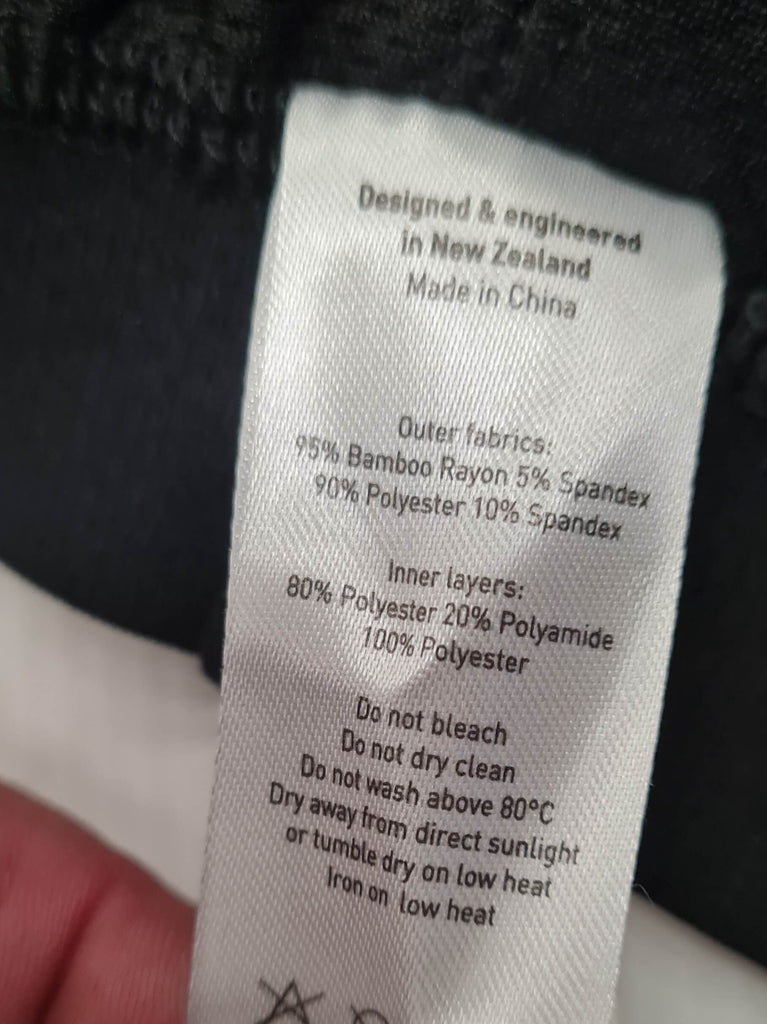 Designed & engineered
in New Zealand
Made in China
Outer fabrics:
95% Bamboo Rayon 5% Spandex
90% Polyester 10% Spandex
Inner layers:
80% Polyester 20% Polyamide
100% Polyester
Do not bleach
Do not dry clean
Do not wash above 80°C
Dry away from direct sunlight
or tumble dry on low heat
Iron on low heat